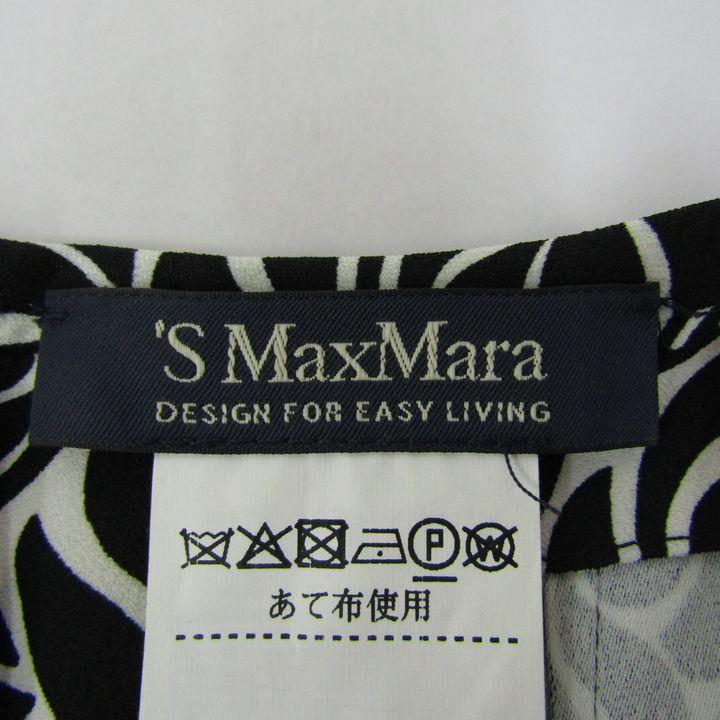 'S MaxMara
DESIGN FOR EASY LIVING
P W
あて布使用